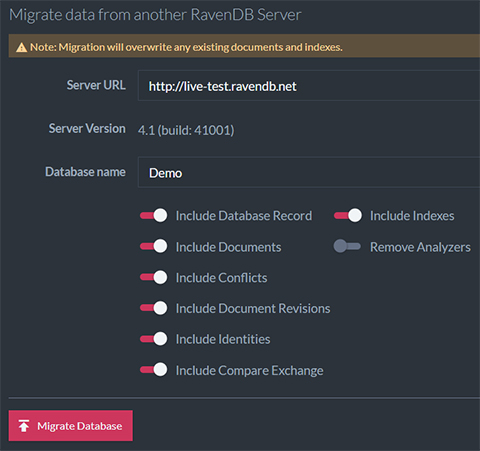 Migrate data from another RavenDB Server
Note: Migration will overwrite any existing documents and indexes.
Server URL http://live-test.ravendb.net
Server Version 4.1 (build: 41001)
Database name Demo
Include Database Record Include Indexes
Include Documents Remove Analyzers
Include Conflicts
Include Document Revisions
Include Identities
Include Compare Exchange
Migrate Database